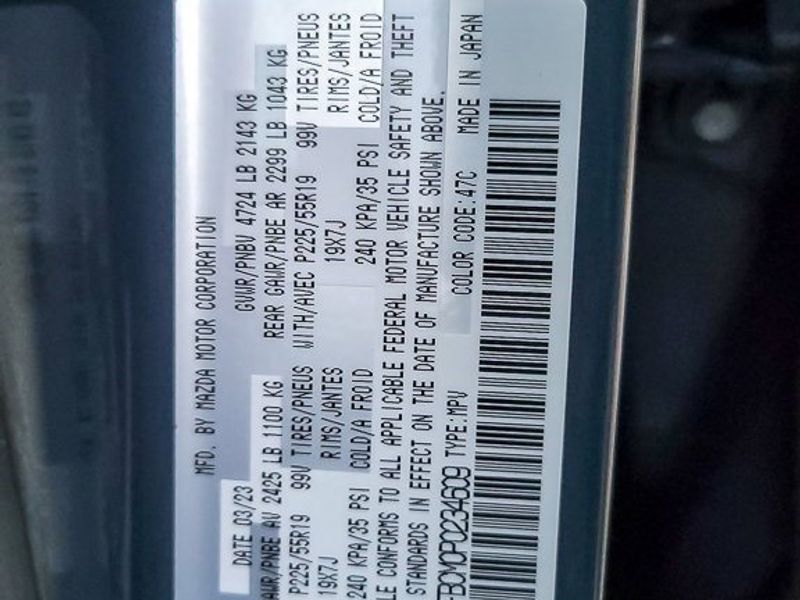 MFD. BY MAZDA MOTOR CORPORATION
DATE 03/23 GVWR/PNBV 4724 LB 2143 KG
GAWR/PNBE AV 2425 LB 1100 KG REAR GAWR/PNBE AR 2299 LB 1043 KG
P225/55R19 99V TIRES/PNEUS WITH/AVEC P225/55R19 99V TIRES/PNEUS
19X7J RIMS/JANTES 19X7J RIMS/JANTES
240 KPA/35 PSI COLD/A FROID 240 KPA/35 PSI COLD/A FROID
LE CONFORMS TO ALL APPLICABLE FEDERAL MOTOR VEHICLE SAFETY AND THEFT
STANDARDS IN EFFECT ON THE DATE OF MANUFACTURE SHOWN ABOVE.
FBCM0P0234609 TYPE:MPV COLOR CODE:47C MADE IN JAPAN